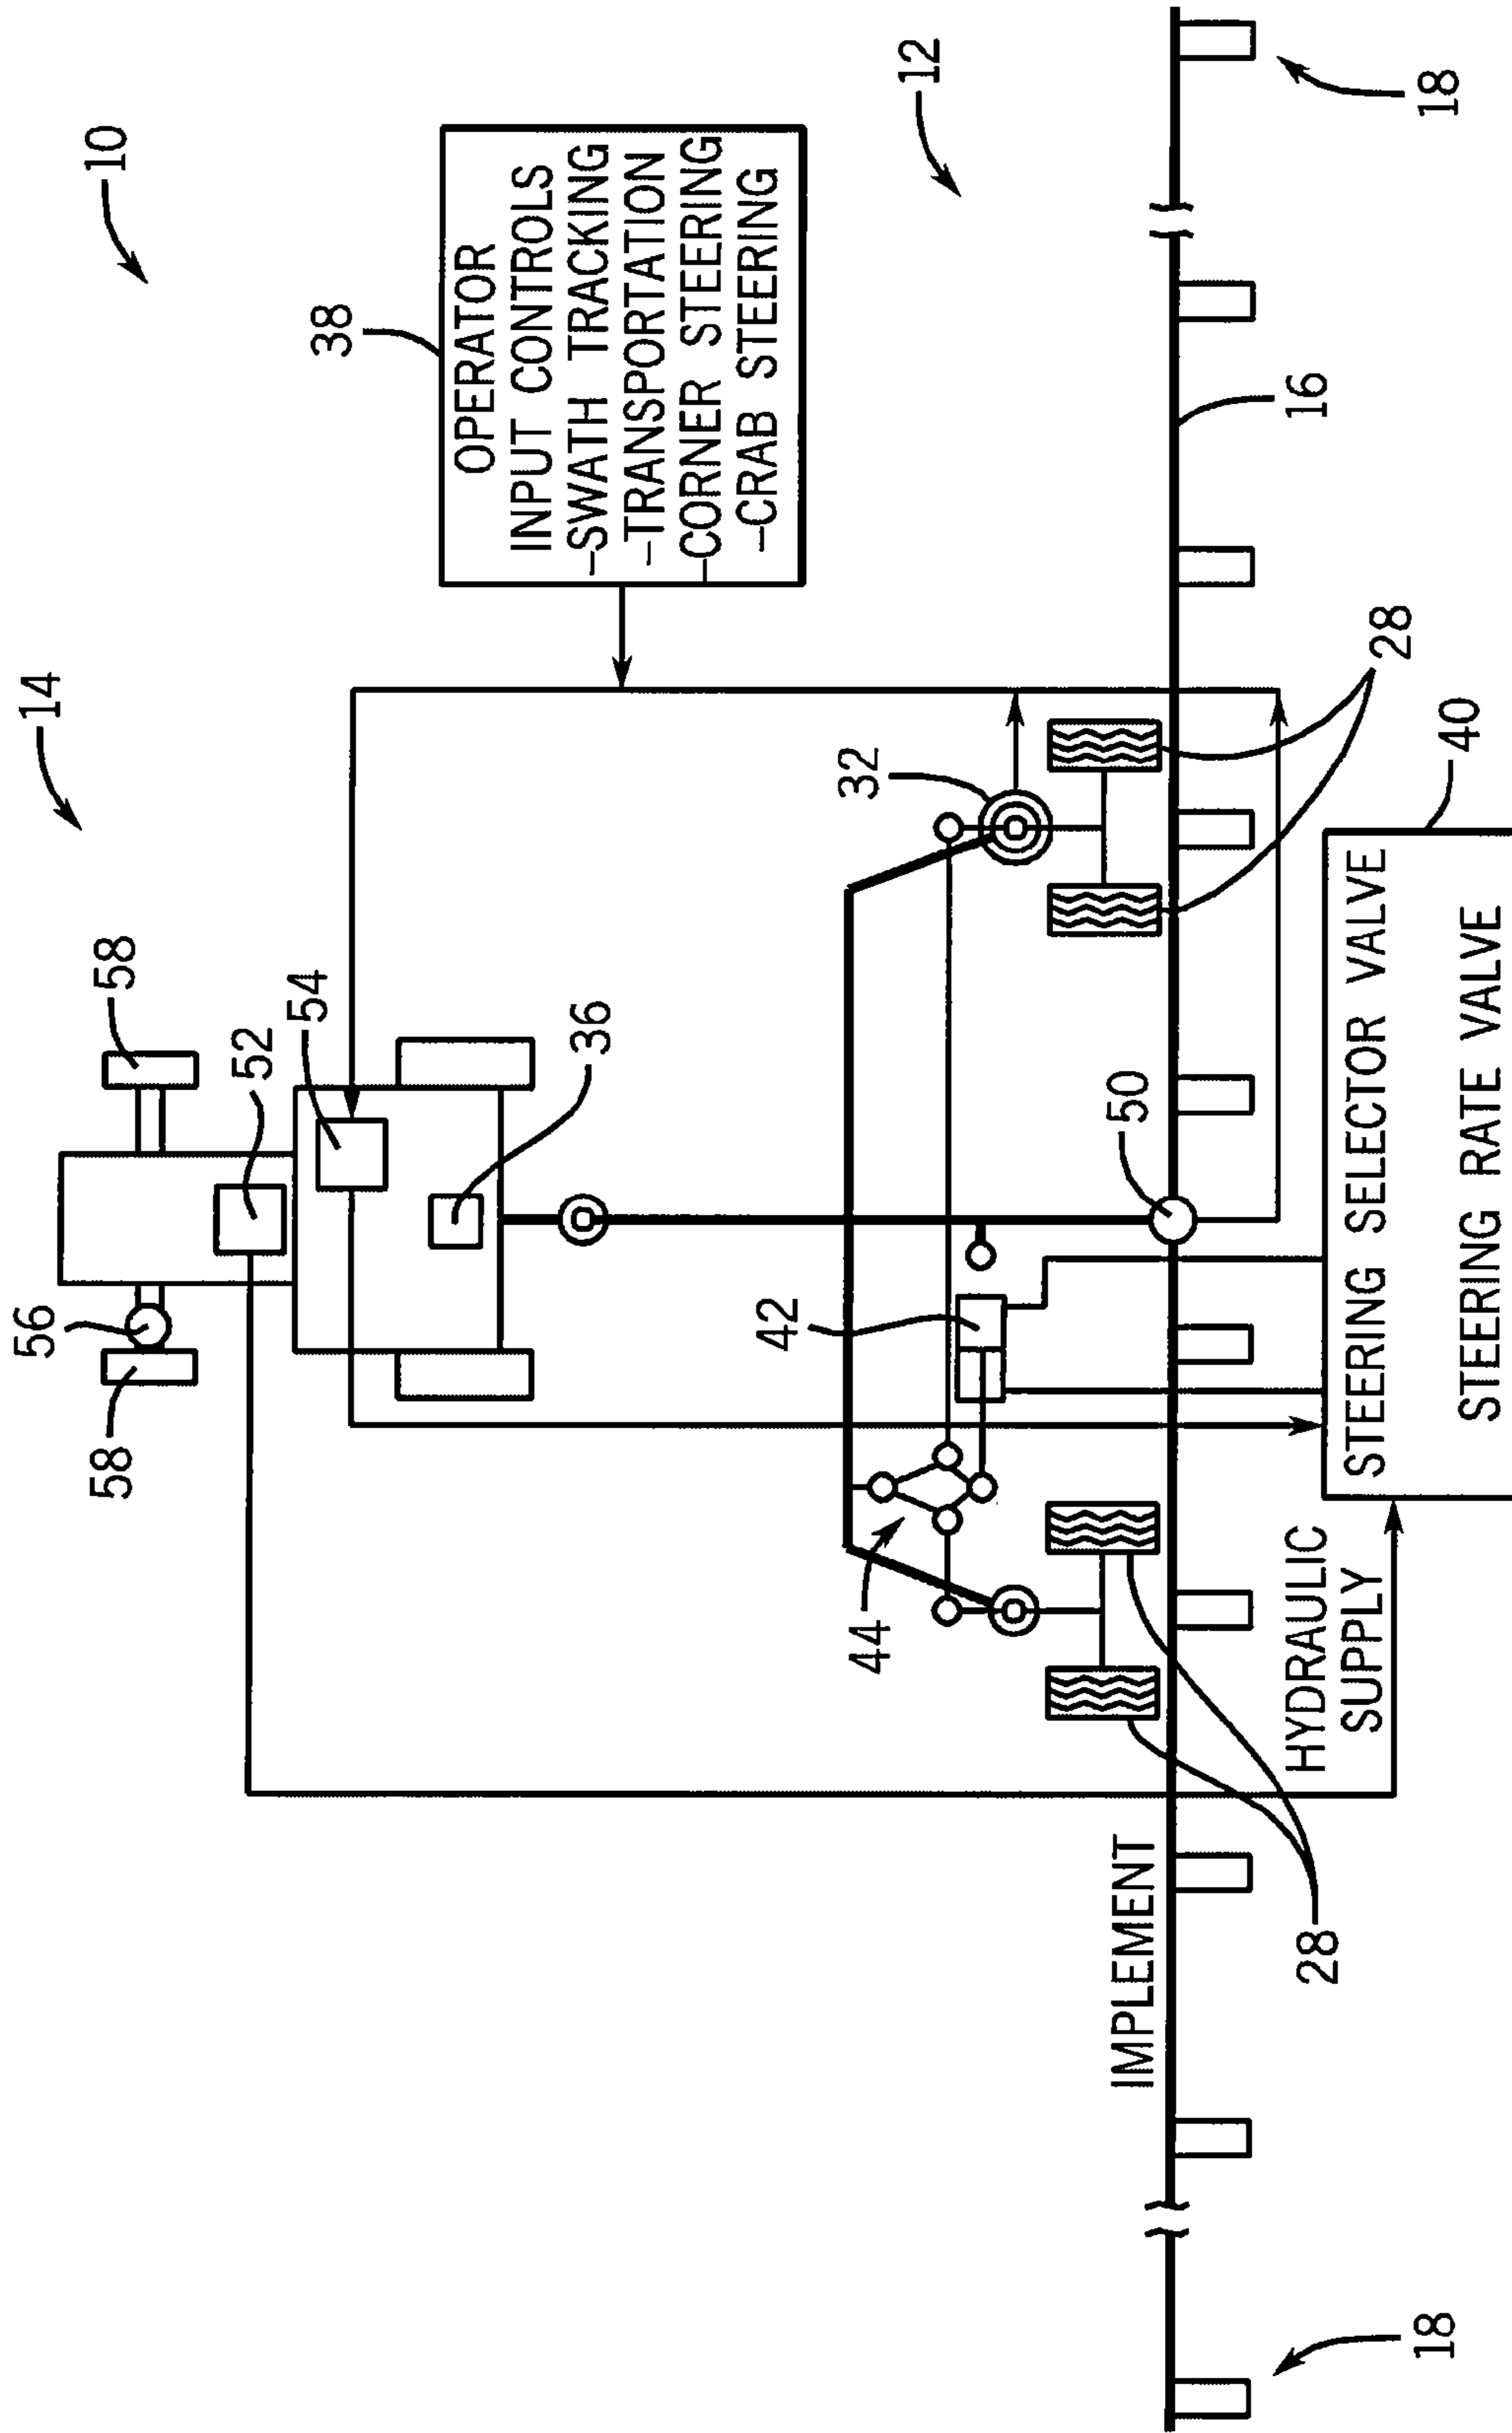 10
14
12
38
OPERATOR
INPUT CONTROLS
-SWATH TRACKING
-TRANSPORTATION
-CORNER STEERING
-CRAB STEERING
58
56
52
58
54
36
42
44
32
50
28
28
16
18
18
IMPLEMENT
HYDRAULIC
SUPPLY
40
STEERING SELECTOR VALVE
STEERING RATE VALVE